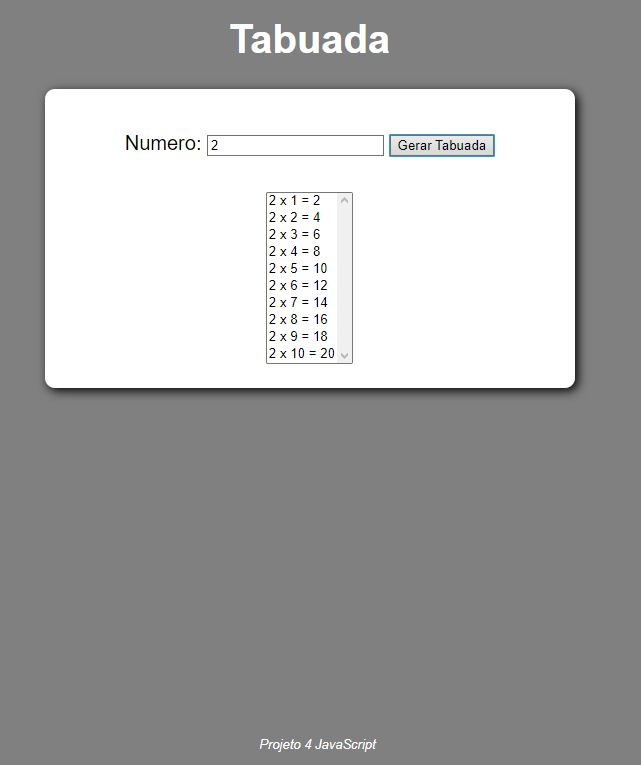 Tabuada
Numero: 2 Gerar Tabuada
2 x 1 = 2
2 x 2 = 4
2 x 3 = 6
2 x 4 = 8
2 x 5 = 10
2 x 6 = 12
2 x 7 = 14
2 x 8 = 16
2 x 9 = 18
2 x 10 = 20
Projeto 4 JavaScript